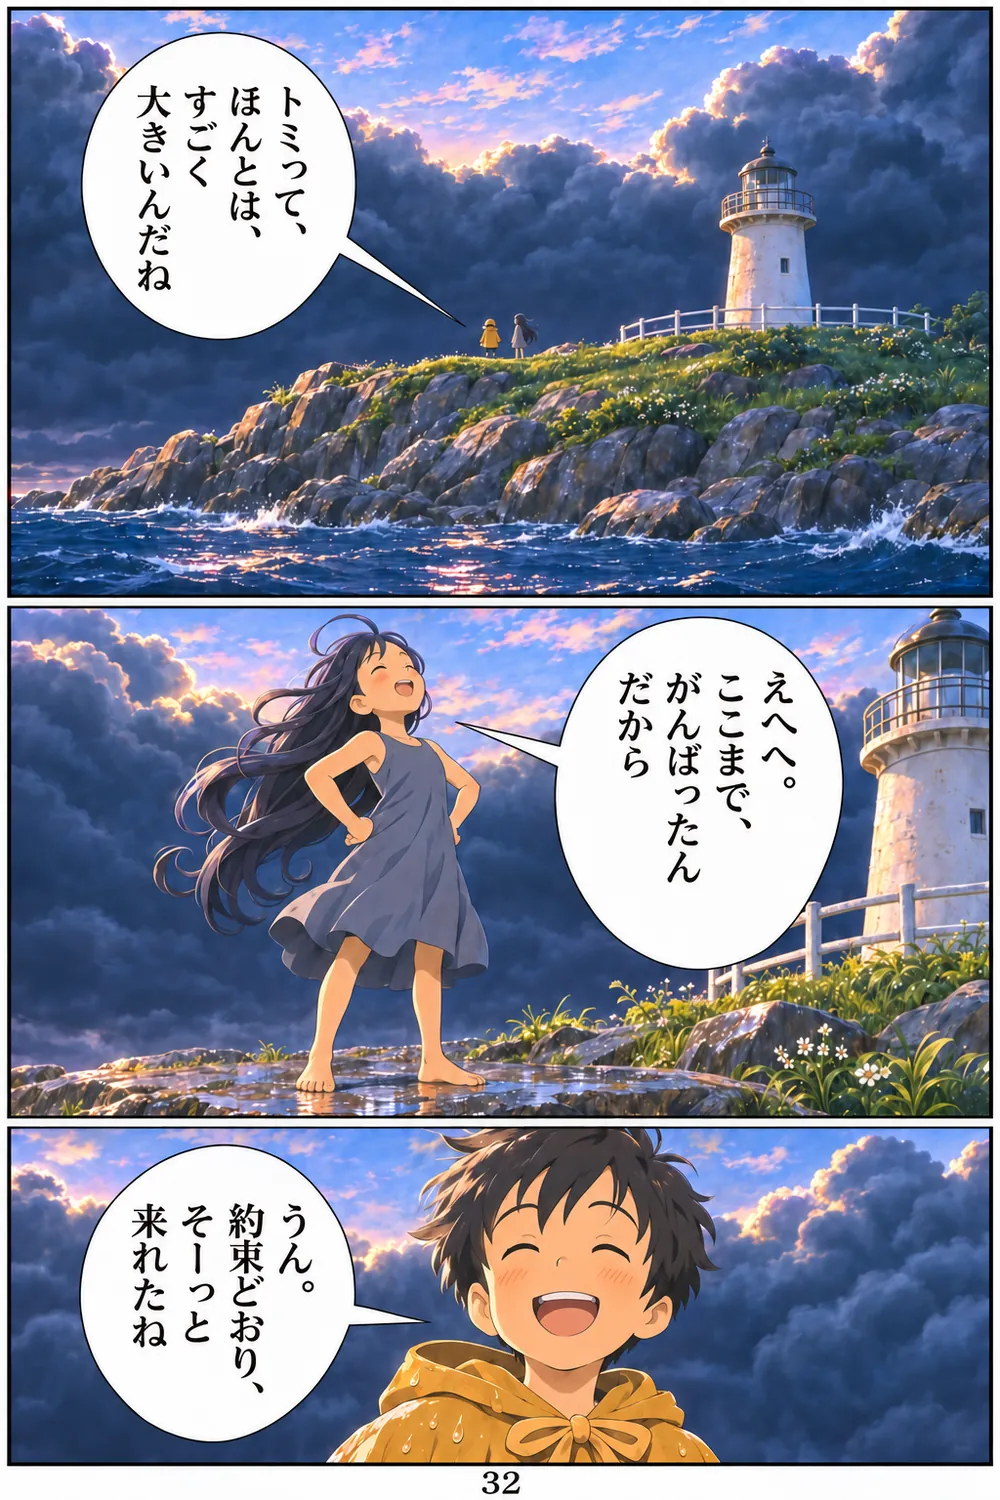 トミって、
ほんとは、
すごく
大きいんだね
えへへ。
ここまで、
がんばったん
だから
うん。
約束どおり、
そーっと
来れたね
32